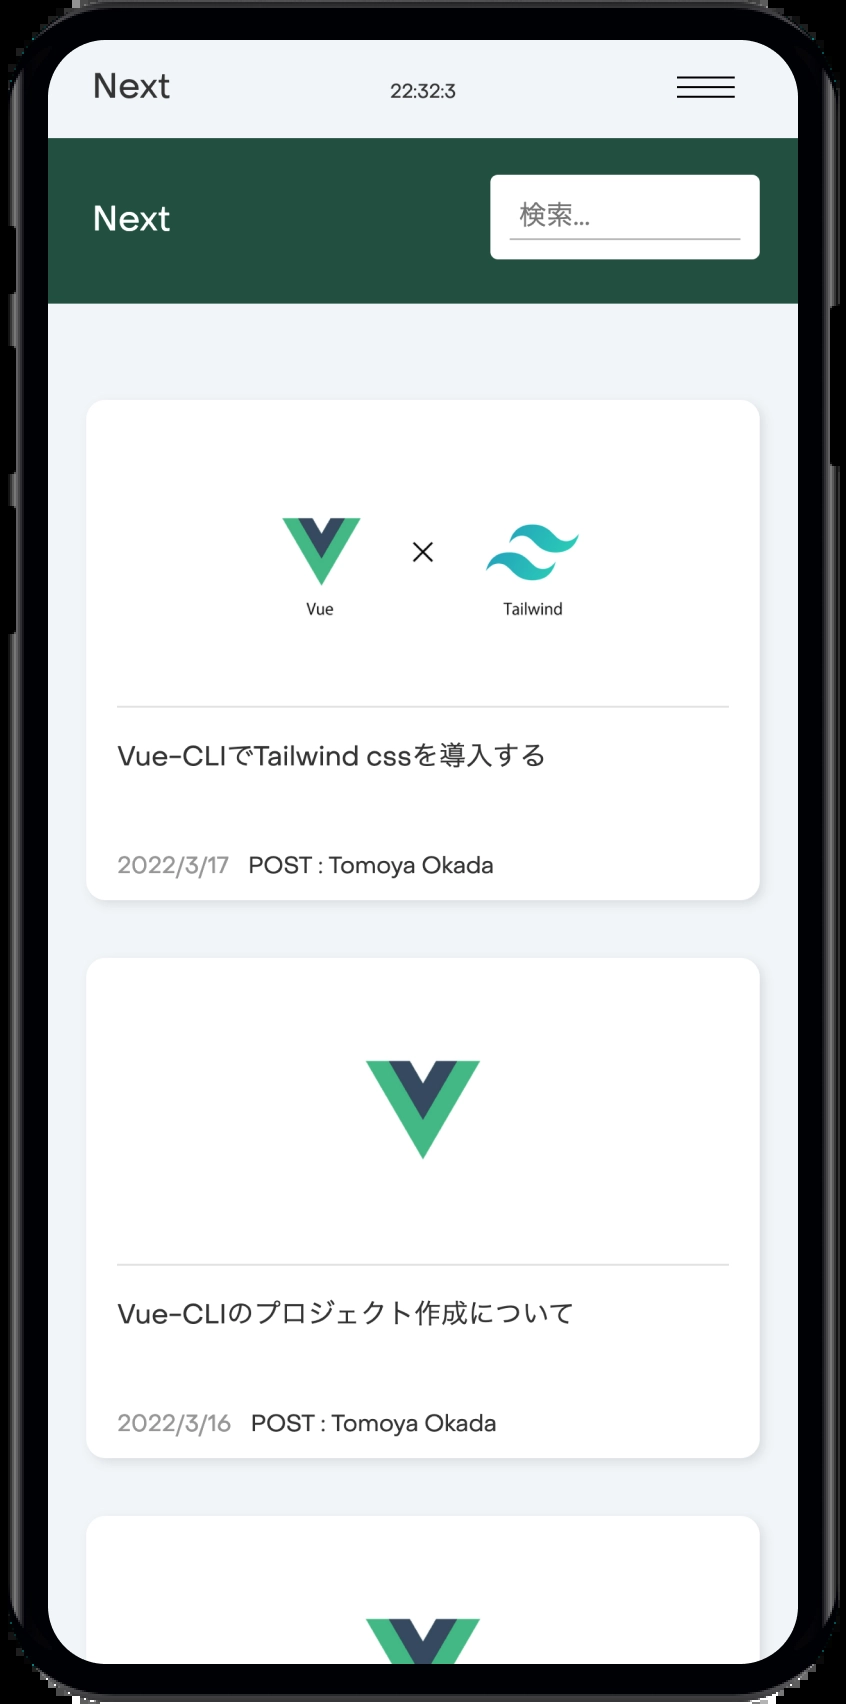 Next
22:32:3
Next
検索...
×
Vue
Tailwind
Vue-CLIでTailwind cssを導入する
2022/3/17 POST : Tomoya Okada
Vue-CLIのプロジェクト作成について
2022/3/16 POST : Tomoya Okada